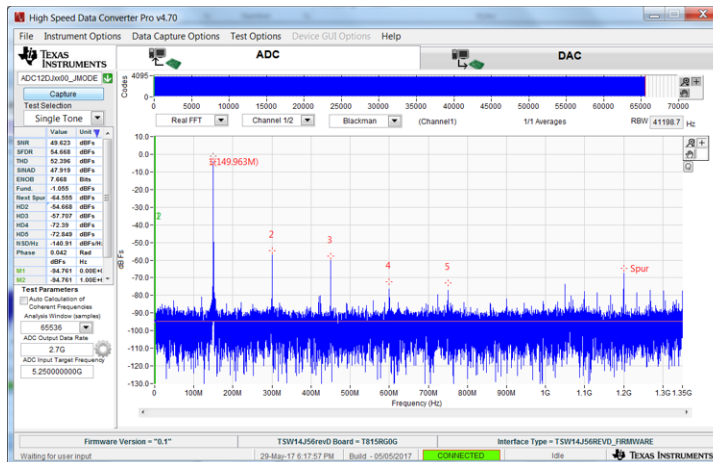 High Speed Data Converter Pro v4.70
File Instrument Options Data Capture Options Test Options Device GUI Options Help
TEXAS INSTRUMENTS
ADC
DAC
ADC12DJxx00_JMODE
Capture
Test Selection
Single Tone
Value Unit
SNR 49.623 dBFs
SFDR 54.668 dBFs
THD 52.396 dBFs
SINAD 47.919 dBFs
ENOB 7.668 Bits
Fund. -1.055 dBFs
Next Spur -64.555 dBFs
HD2 -54.668 dBFs
HD3 -57.707 dBFs
HD4 -72.39 dBFs
HD5 -72.849 dBFs
NSD/Hz -140.91 dBFs/H
Phase 0.042 Rad
dBFs Hz
M1 -94.761 0.00E+
M2 -94.761 1.00E+
Test Parameters
Auto Calculation of
Coherent Frequencies
Analysis Window (samples)
65536
ADC Output Data Rate
2.7G
ADC Input Target Frequency
5.250000000G
Codes
4095
0
0 5000 10000 15000 20000 25000 30000 35000 40000 45000 50000 55000 60000 65000 70000
Real FFT Channel 1/2 Blackman (Channel1) 1/1 Averages RBW 41198.7 Hz
dBFs
10.0
0.0
-10.0
-20.0
-30.0
-40.0
-50.0
-60.0
-70.0
-80.0
-90.0
-100.0
-110.0
-120.0
-130.0
1(149.963M)
2
3
4
5
Spur
0 100M 200M 300M 400M 500M 600M 700M 800M 900M 1G 1.1G 1.2G 1.3G 1.35G
Frequency (Hz)
Firmware Version = "0.1" TSW14J56revD Board = T815RG0G Interface Type = TSW14J56REVD_FIRMWARE
Waiting for user input 29-May-17 6:17:57 PM Build - 05/05/2017 CONNECTED Idle TEXAS INSTRUMENTS